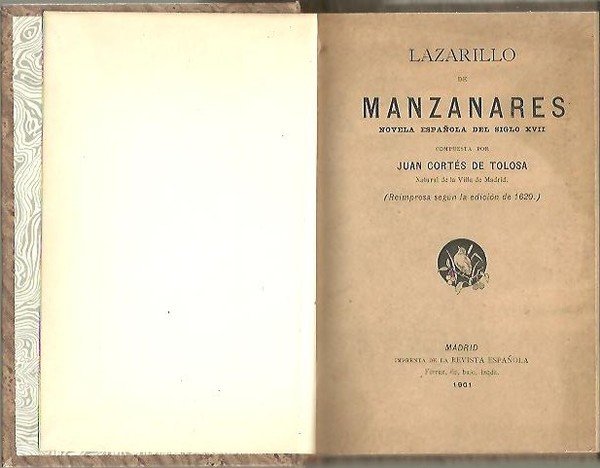 LAZARILLO
DE
MANZANARES
NOVELA ESPAÑOLA DEL SIGLO XVII
COMPUESTA POR
JUAN CORTÉS DE TOLOSA
Natural de la Villa de Madrid.
(Reimpresa según la edición de 1620.)
MADRID
IMPRENTA DE LA REVISTA ESPAÑOLA
bajo,
1901